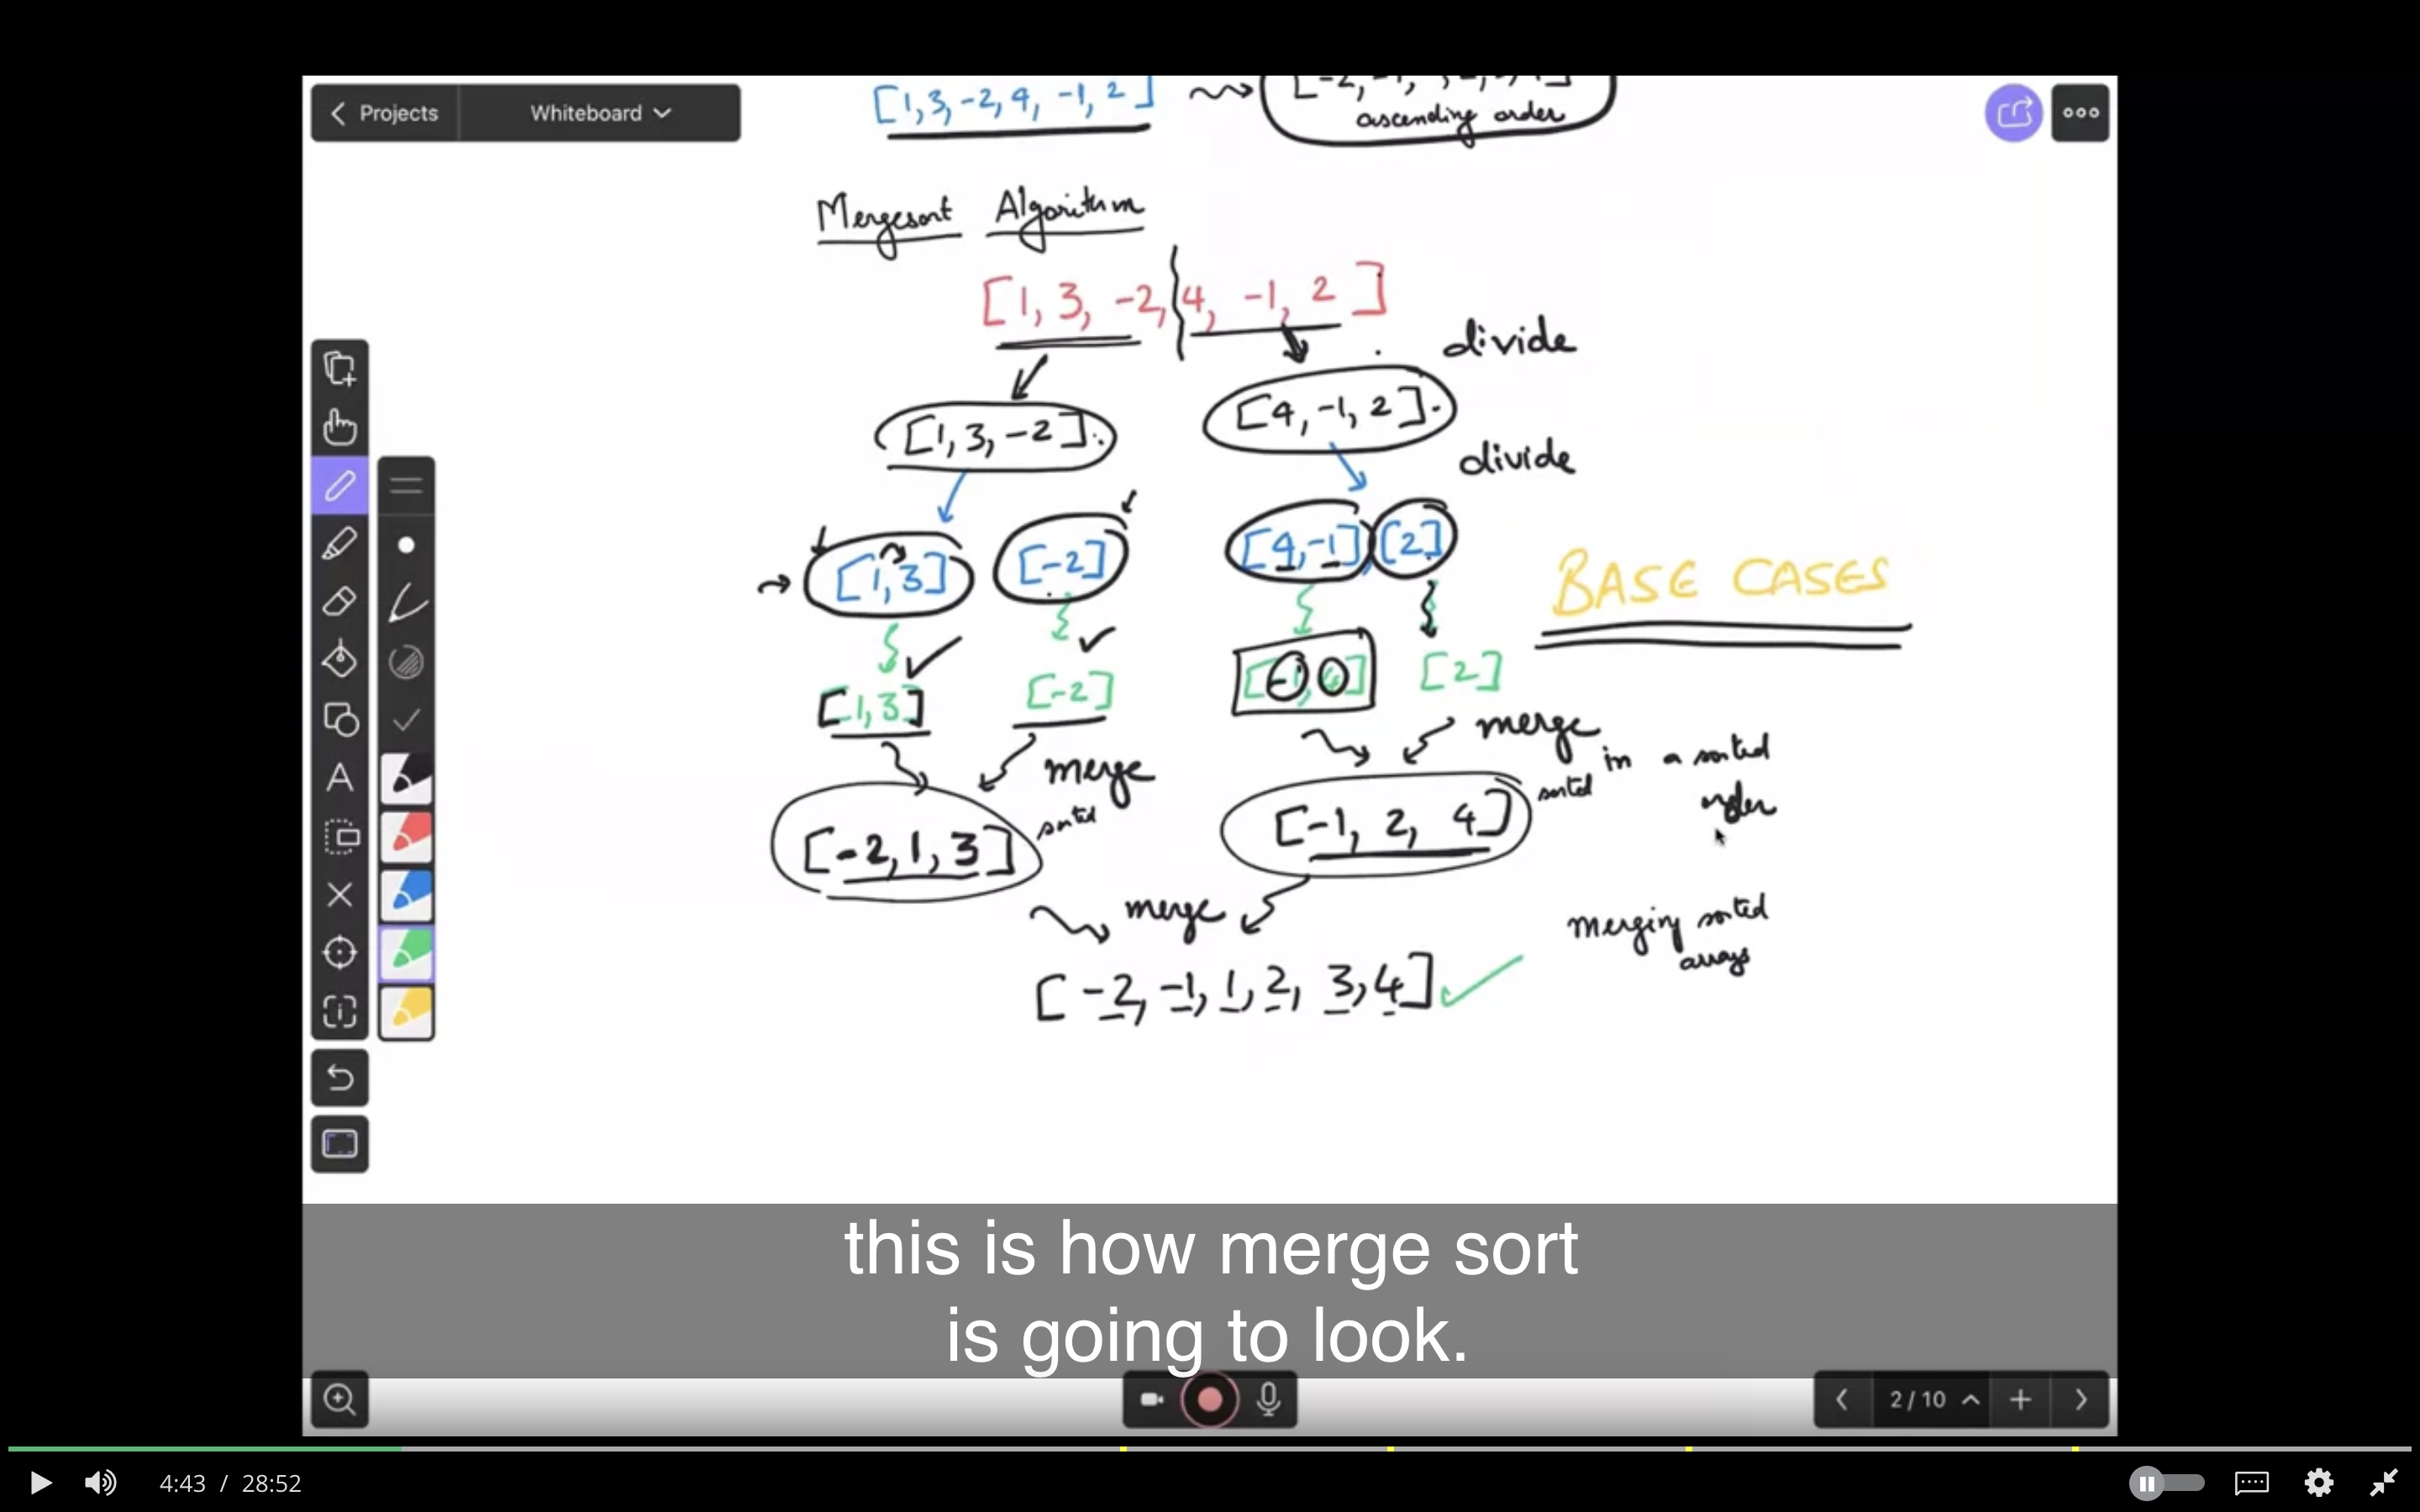 Projects Whiteboard
[1, 3, -2, 4, -1, 2]
ascending order
Mergesort Algorithm
[1, 3, -2, 4, -1, 2]
divide
[1, 3, -2]. [4, -1, 2].
divide
[1, 3] [-2] [4, -1], [2]
BASE CASES
[1, 3] [-2] [-1, 4] [2]
merge merge
in a sorted
order
sorted sorted
[-2, 1, 3] [-1, 2, 4]
merge
merging sorted
arrays
[-2, -1, 1, 2, 3, 4]
this is how merge sort
is going to look.
2 / 10
4:43 / 28:52